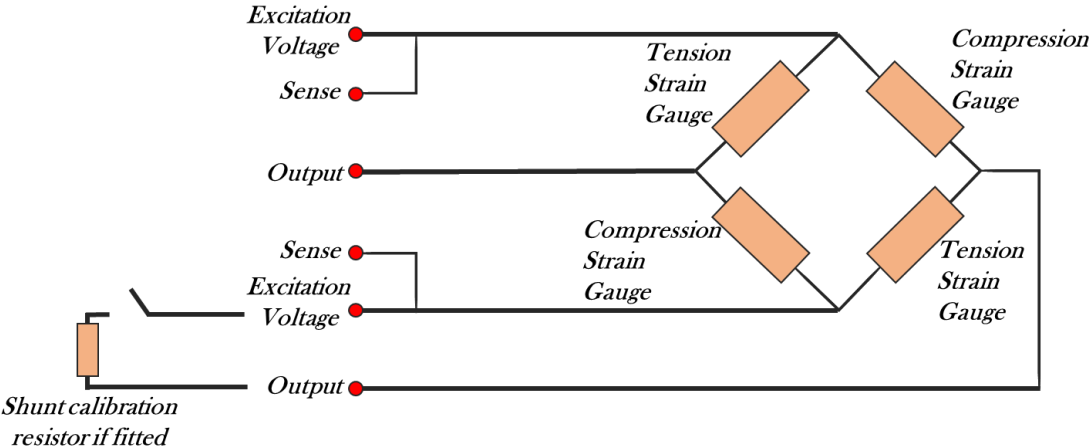 Excitation
Voltage
Sense
Output
Sense
Excitation
Voltage
Output
Tension
Strain
Gauge
Compression
Strain
Gauge
Compression
Strain
Gauge
Tension
Strain
Gauge
Shunt calibration
resistor if fitted